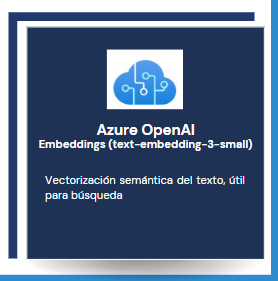 Azure OpenAI
Embeddings (text-embedding-3-small)
Vectorización semántica del texto, útil
para búsqueda